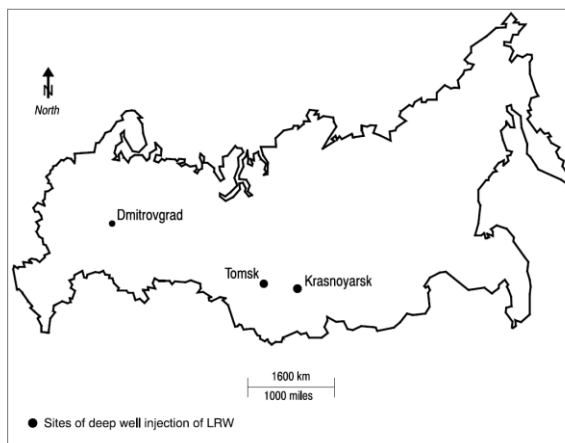 N
North
Dmitrovgrad
Tomsk
Krasnoyarsk
1600 km
1000 miles
Sites of deep well injection of LRW